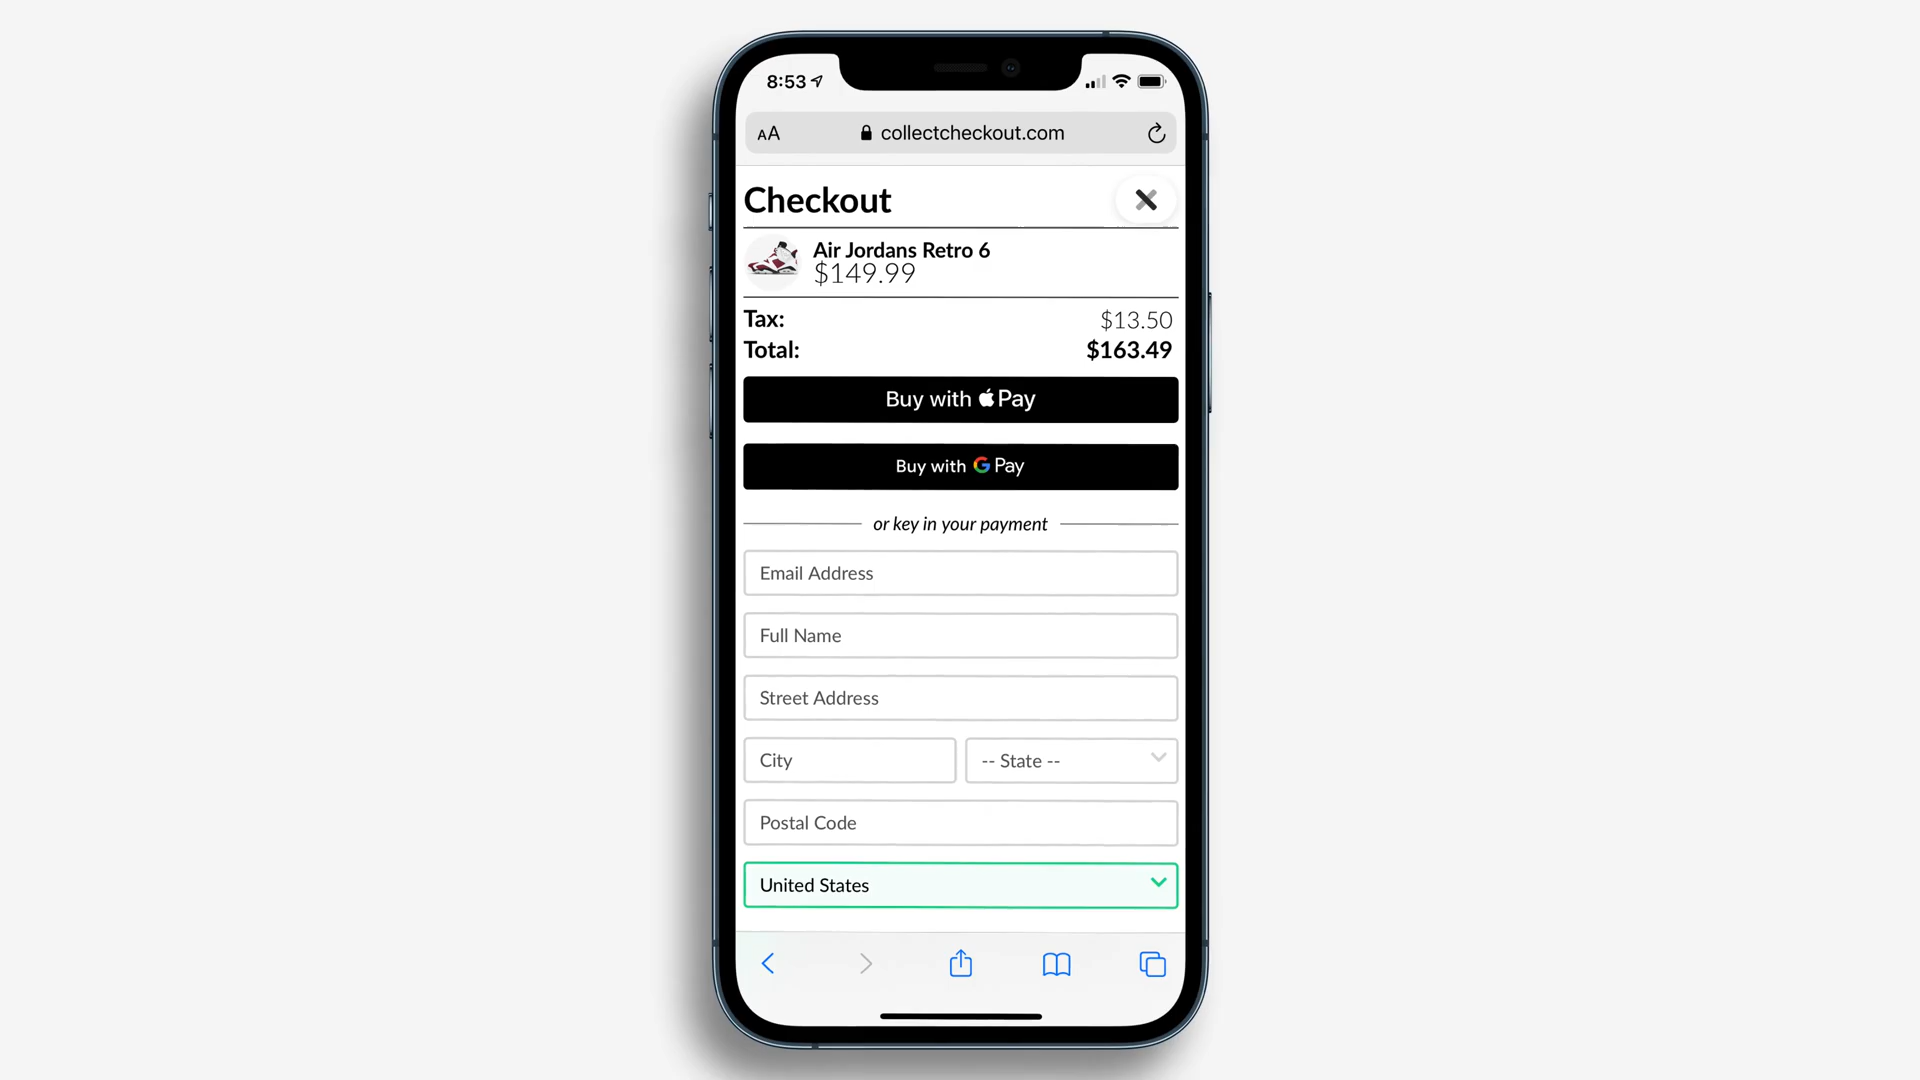 8:53
AA collectcheckout.com
Checkout
Air Jordans Retro 6
$149.99
Tax: $13.50
Total: $163.49
Buy with Pay
Buy with G Pay
or key in your payment
Email Address
Full Name
Street Address
City
-- State --
Postal Code
United States